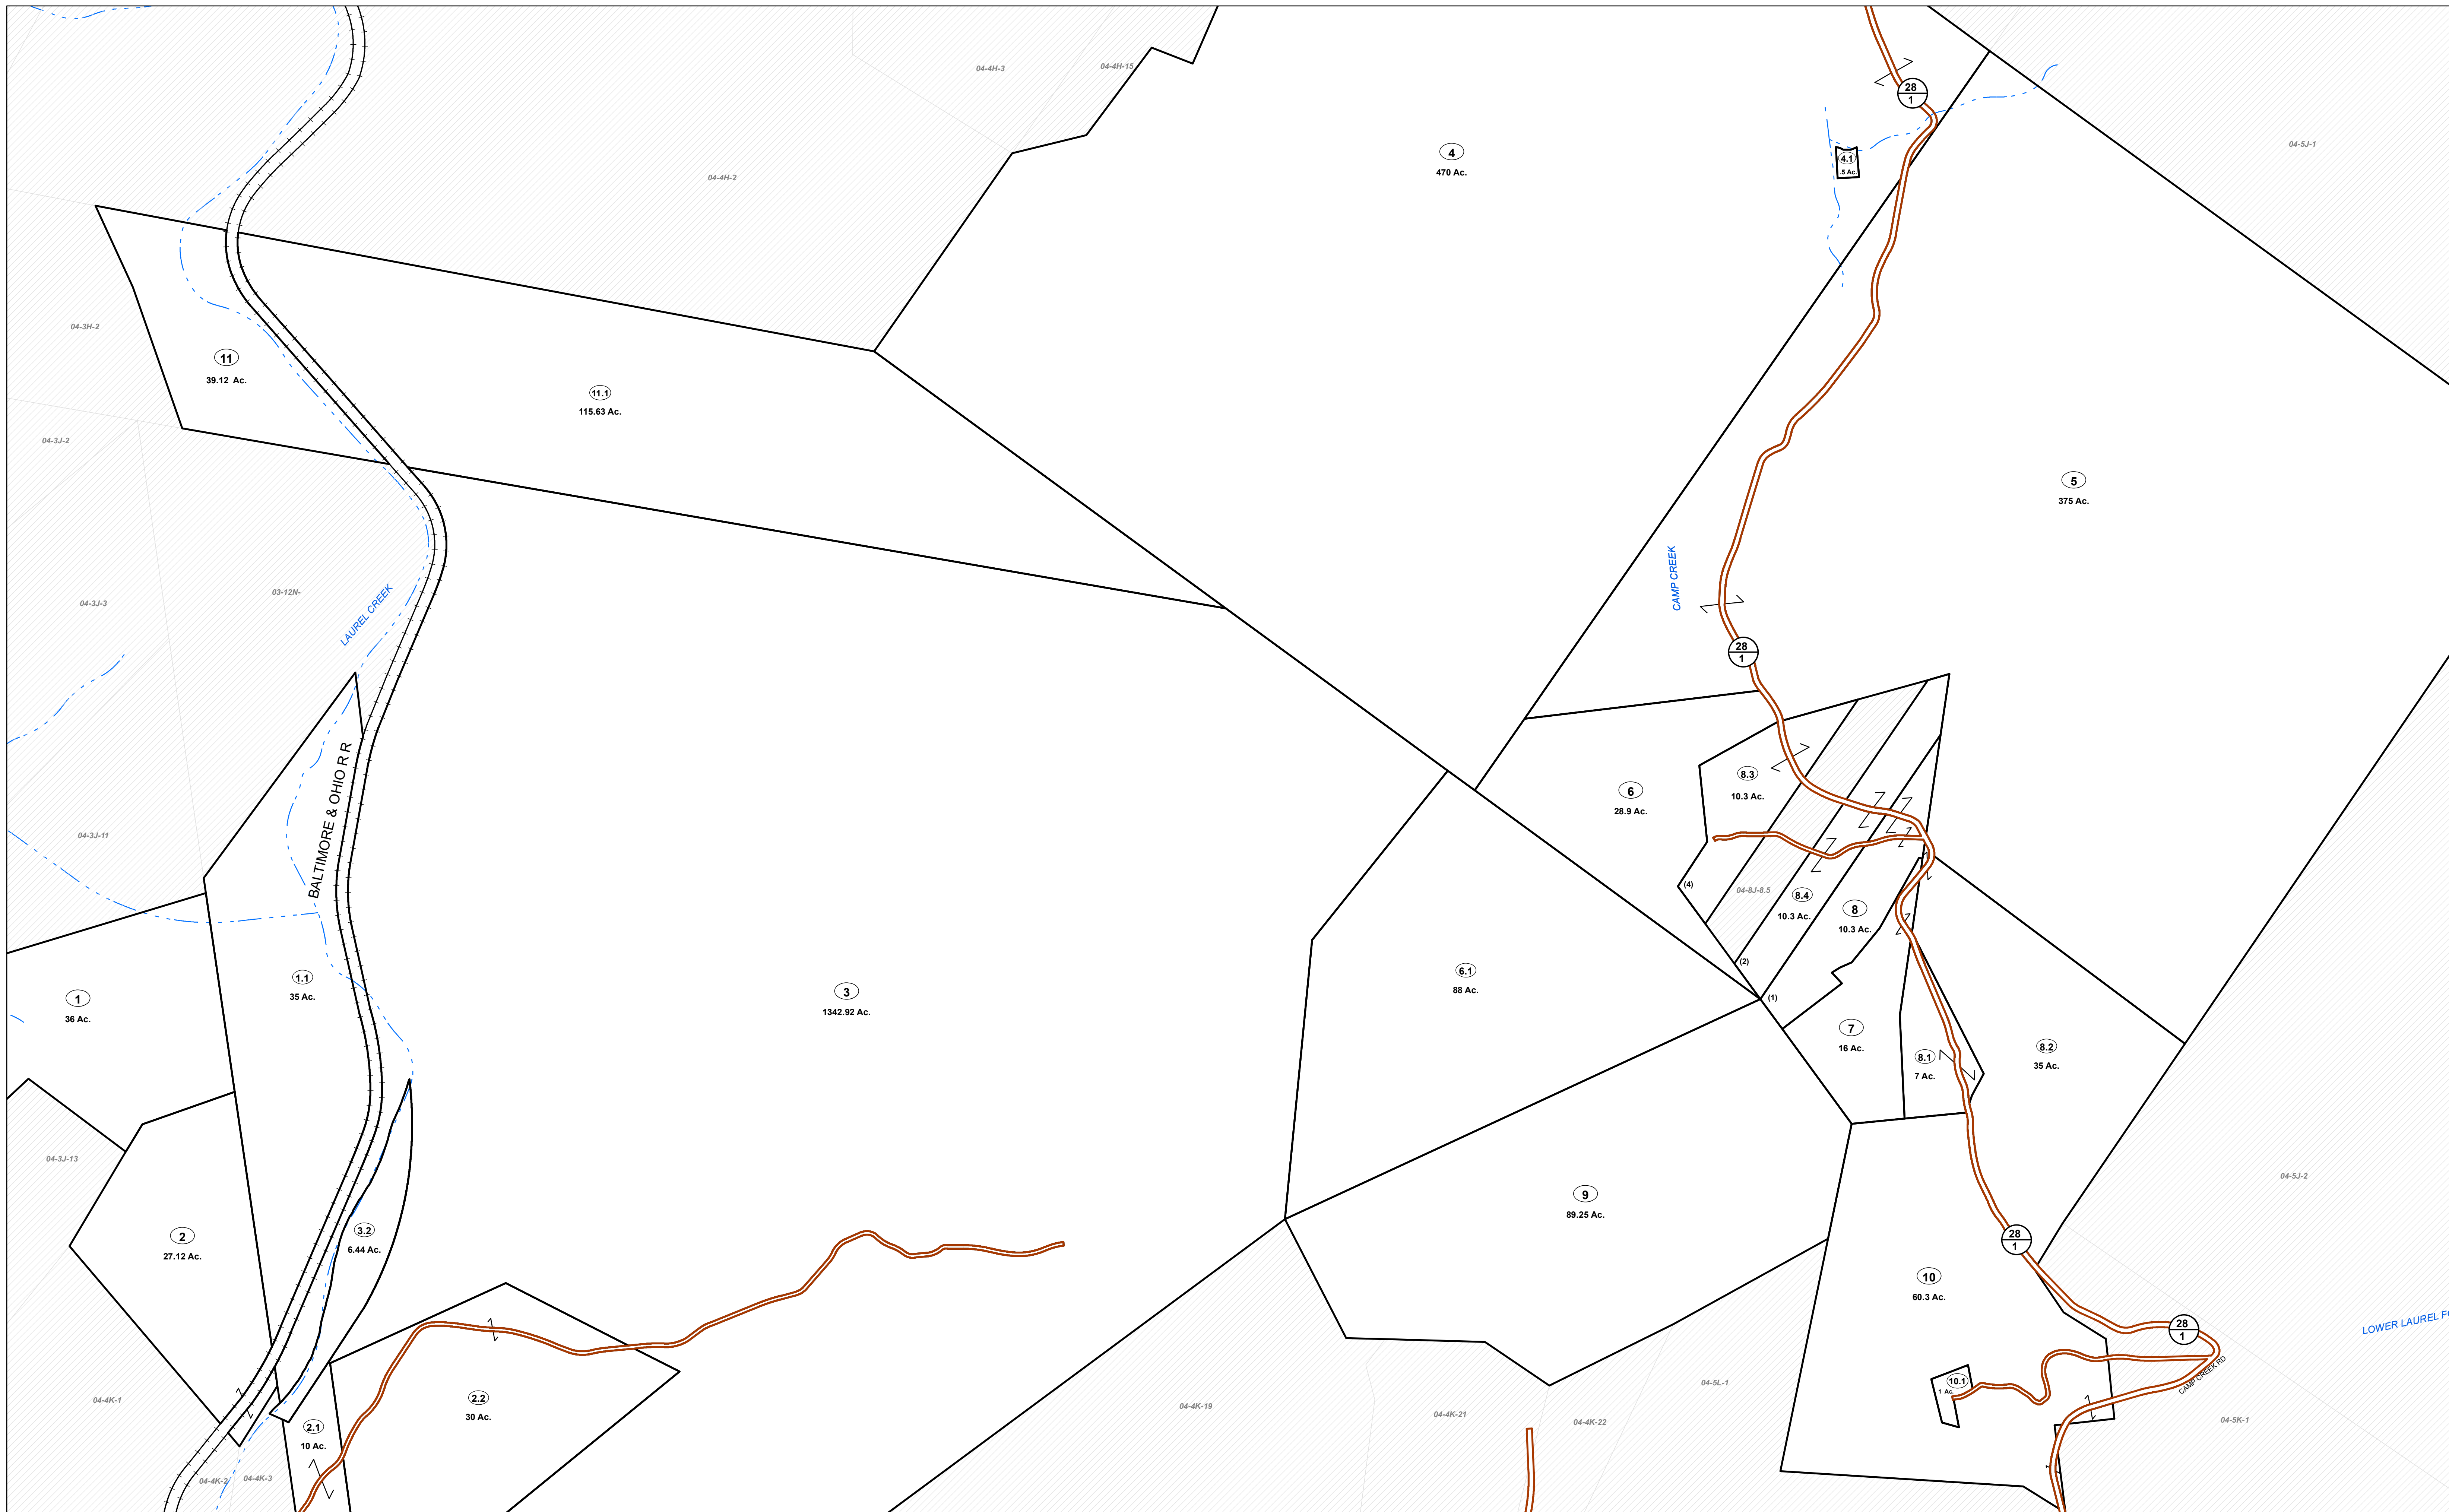 04-4H-3
04-4H-15
28
1
04-5J-1
4
470 Ac.
4.1
.5 Ac.
04-4H-2
04-3H-2
11
39.12 Ac.
11.1
115.63 Ac.
04-3J-2
5
375 Ac.
CAMP CREEK
03-12N-
04-3J-3
LAUREL CREEK
28
1
BALTIMORE & OHIO R R
8.3
10.3 Ac.
6
28.9 Ac.
04-3J-11
(4)
04-8J-8.5
8.4
10.3 Ac.
8
10.3 Ac.
(2)
6.1
88 Ac.
(1)
1.1
35 Ac.
1
36 Ac.
3
1342.92 Ac.
7
16 Ac.
8.1
7 Ac.
8.2
35 Ac.
04-3J-13
04-5J-2
9
89.25 Ac.
2
27.12 Ac.
3.2
6.44 Ac.
28
1
10
60.3 Ac.
28
1
LOWER LAUREL FO
CAMP CREEK RD
10.1
1 Ac.
04-5L-1
04-4K-1
2.2
30 Ac.
04-4K-19
04-4K-21
04-4K-22
04-5K-1
2.1
10 Ac.
04-4K-2
04-4K-3